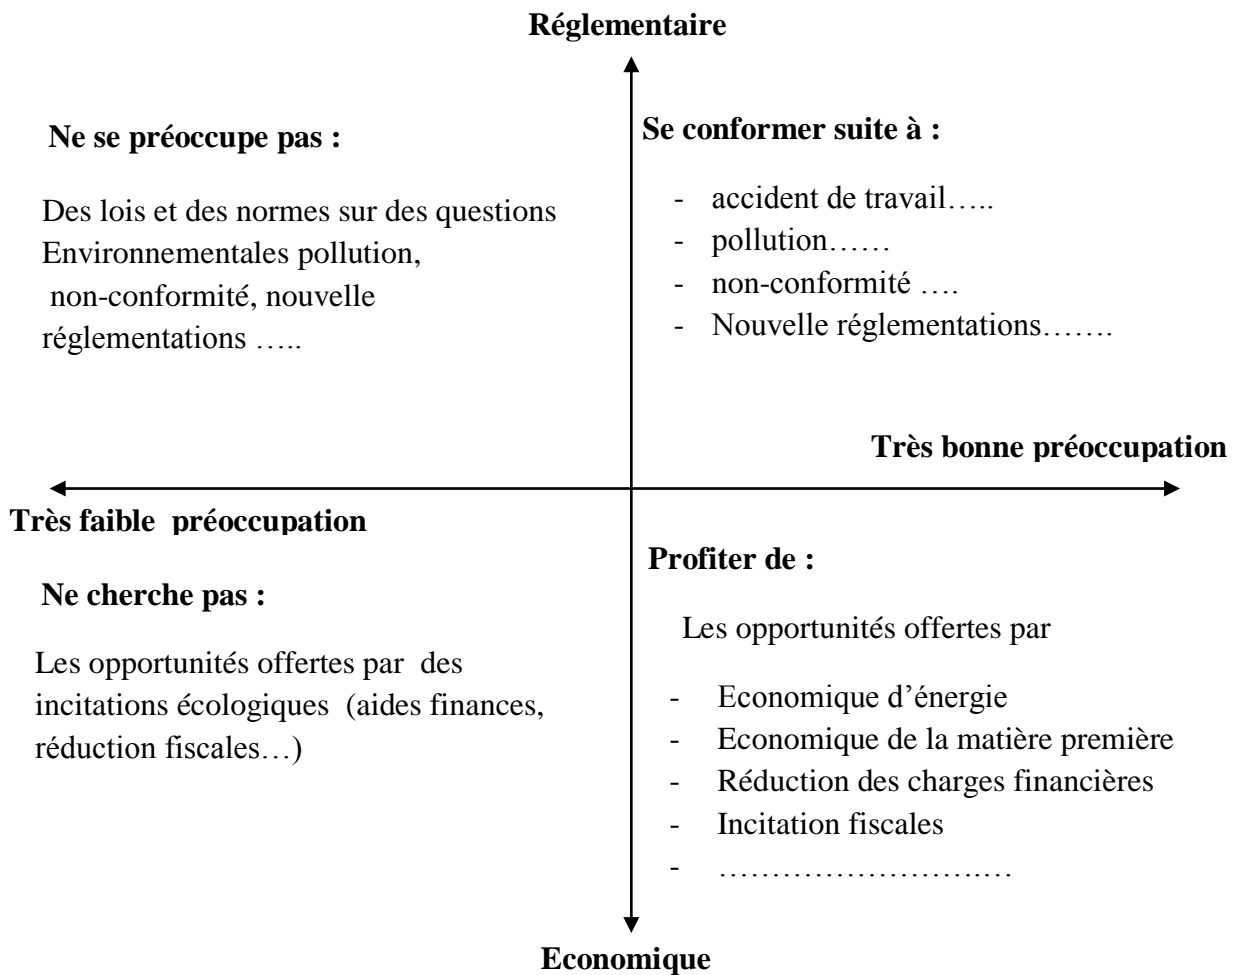 Réglementaire
Ne se préoccupe pas :
Des lois et des normes sur des questions
Environnementales pollution,
non-conformité, nouvelle
réglementations …..
Se conformer suite à :
- accident de travail…..
- pollution……
- non-conformité ….
- Nouvelle réglementations…….
Très bonne préoccupation
Très faible préoccupation
Ne cherche pas :
Les opportunités offertes par des
incitations écologiques (aides finances,
réduction fiscales…)
Profiter de :
Les opportunités offertes par
- Economique d’énergie
- Economique de la matière première
- Réduction des charges financières
- Incitation fiscales
- ……………………….…
Economique